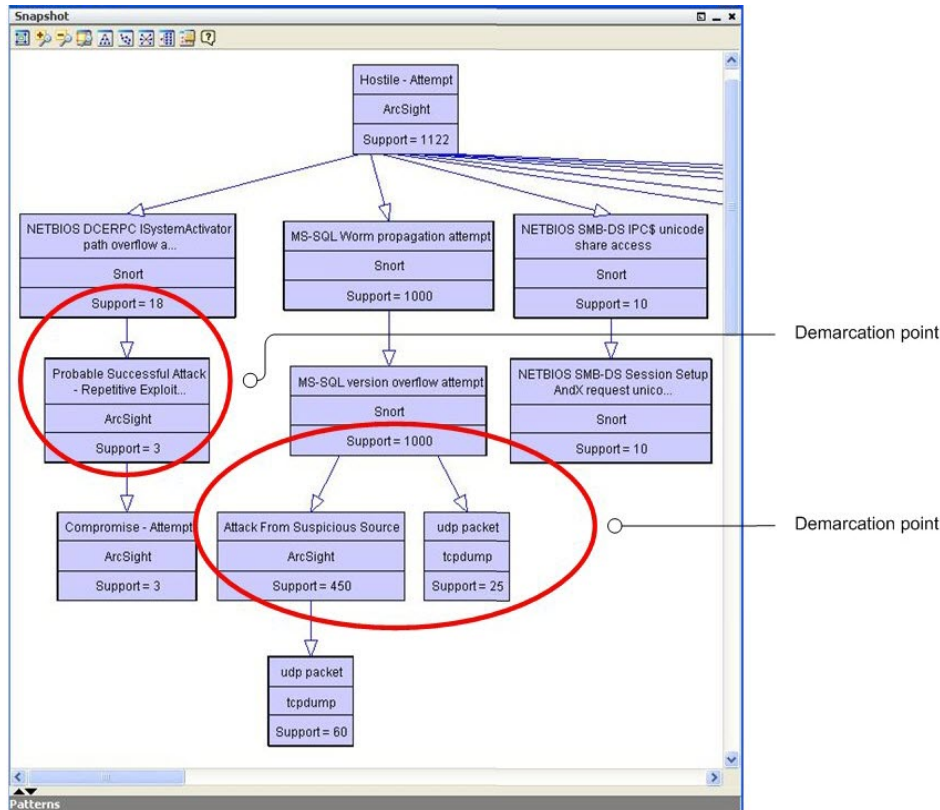 Snapshot
Hostile - Attempt
ArcSight
Support = 1122
NETBIOS DCERPC ISystemActivator
path overflow a...
Snort
Support = 18
MS-SQL Worm propagation attempt
Snort
Support = 1000
NETBIOS SMB-DS IPC$ unicode
share access
Snort
Support = 10
Demarcation point
Probable Successful Attack
- Repetitive Exploit...
ArcSight
Support = 3
MS-SQL version overflow attempt
Snort
Support = 1000
NETBIOS SMB-DS Session Setup
AndX request unico...
Snort
Support = 10
Compromise - Attempt
ArcSight
Support = 3
Attack From Suspicious Source
ArcSight
Support = 450
udp packet
tcpdump
Support = 25
Demarcation point
udp packet
tcpdump
Support = 60
Patterns